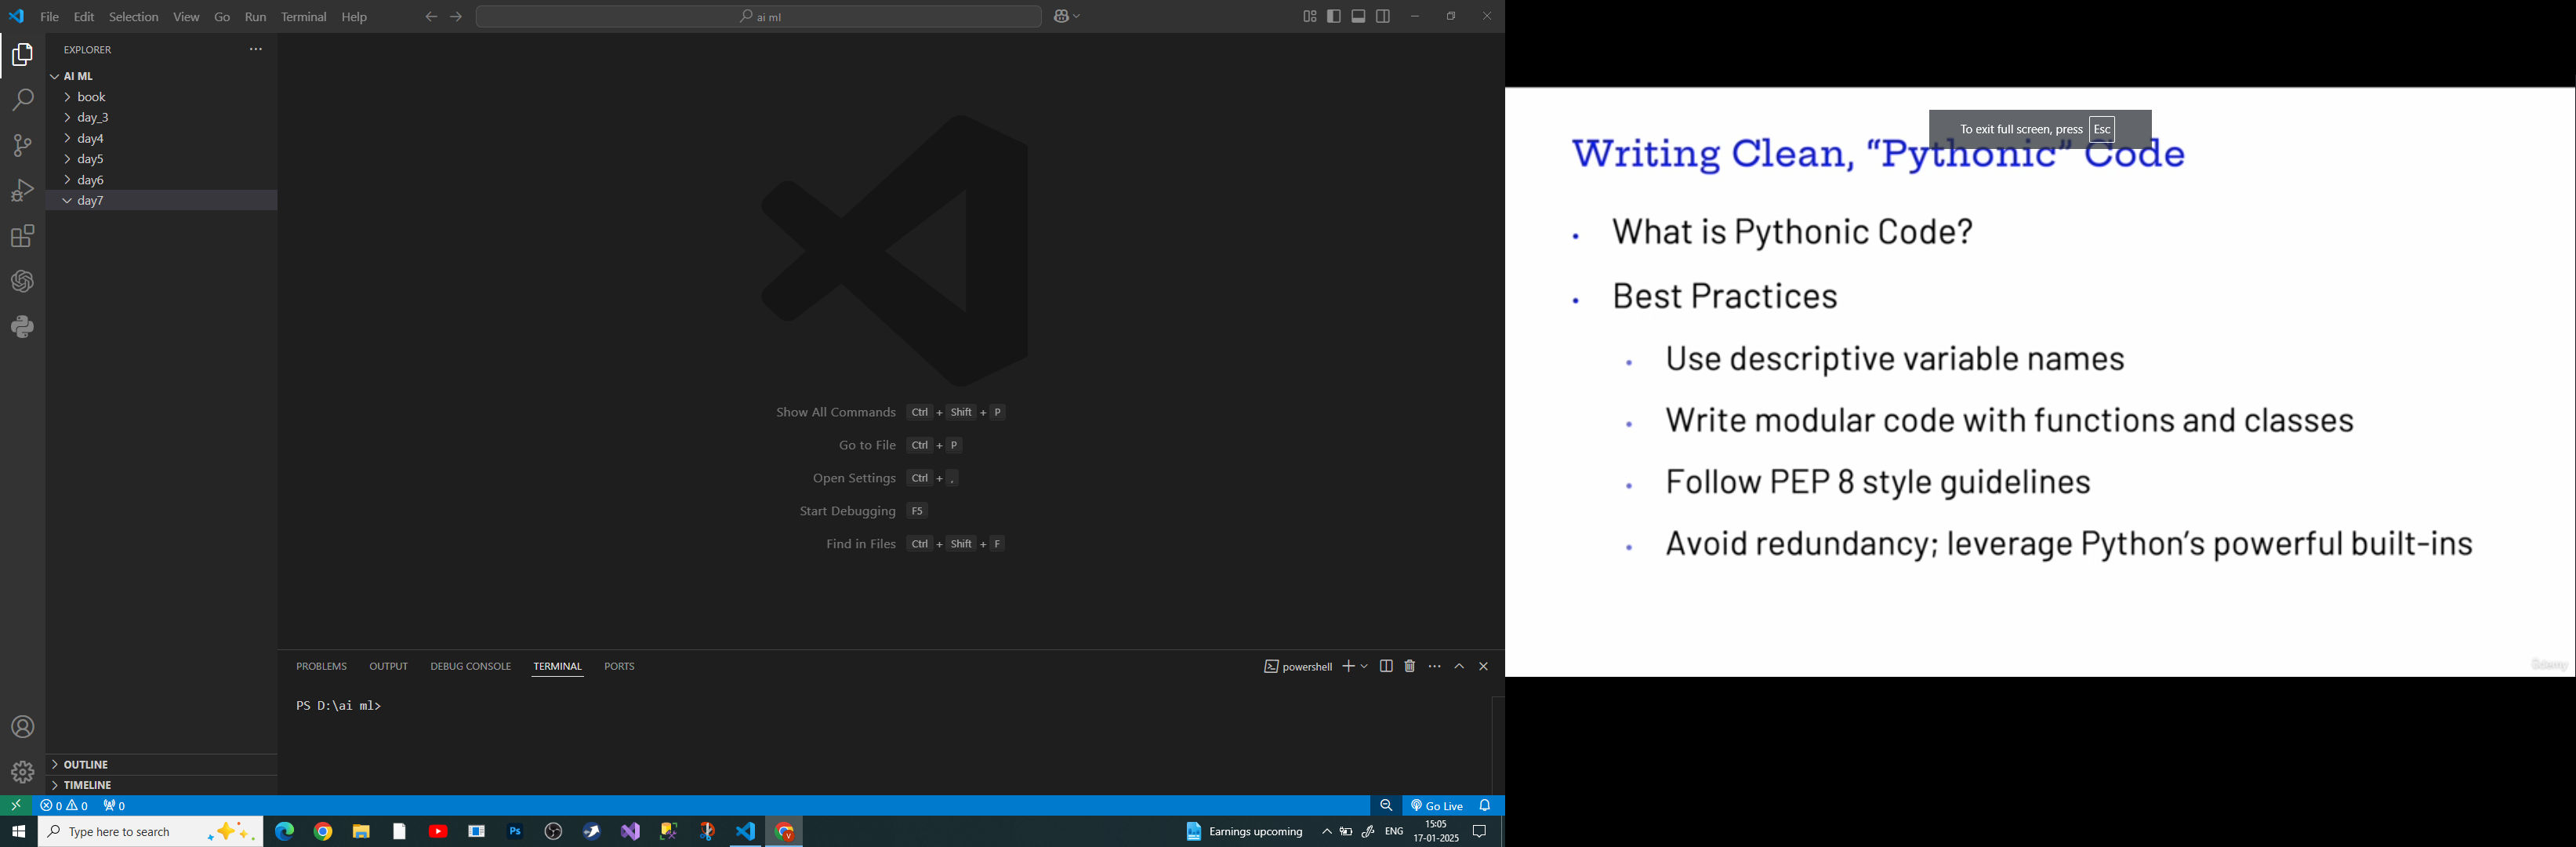 File Edit Selection View Go Run Terminal Help
ai ml
EXPLORER
AI ML
book
day_3
day4
day5
day6
day7
Show All Commands Ctrl + Shift + P
Go to File Ctrl + P
Open Settings Ctrl + ,
Start Debugging F5
Find in Files Ctrl + Shift + F
PROBLEMS OUTPUT DEBUG CONSOLE TERMINAL PORTS
powershell
PS D:\ai ml>
OUTLINE
TIMELINE
0 0 0
Go Live
Type here to search
Ps
V
Earnings upcoming
ENG
15:05
17-01-2025
To exit full screen, press Esc
Writing Clean, “Pythonic” Code
• What is Pythonic Code?
• Best Practices
• Use descriptive variable names
• Write modular code with functions and classes
• Follow PEP 8 style guidelines
• Avoid redundancy; leverage Python’s powerful built-ins
Udemy